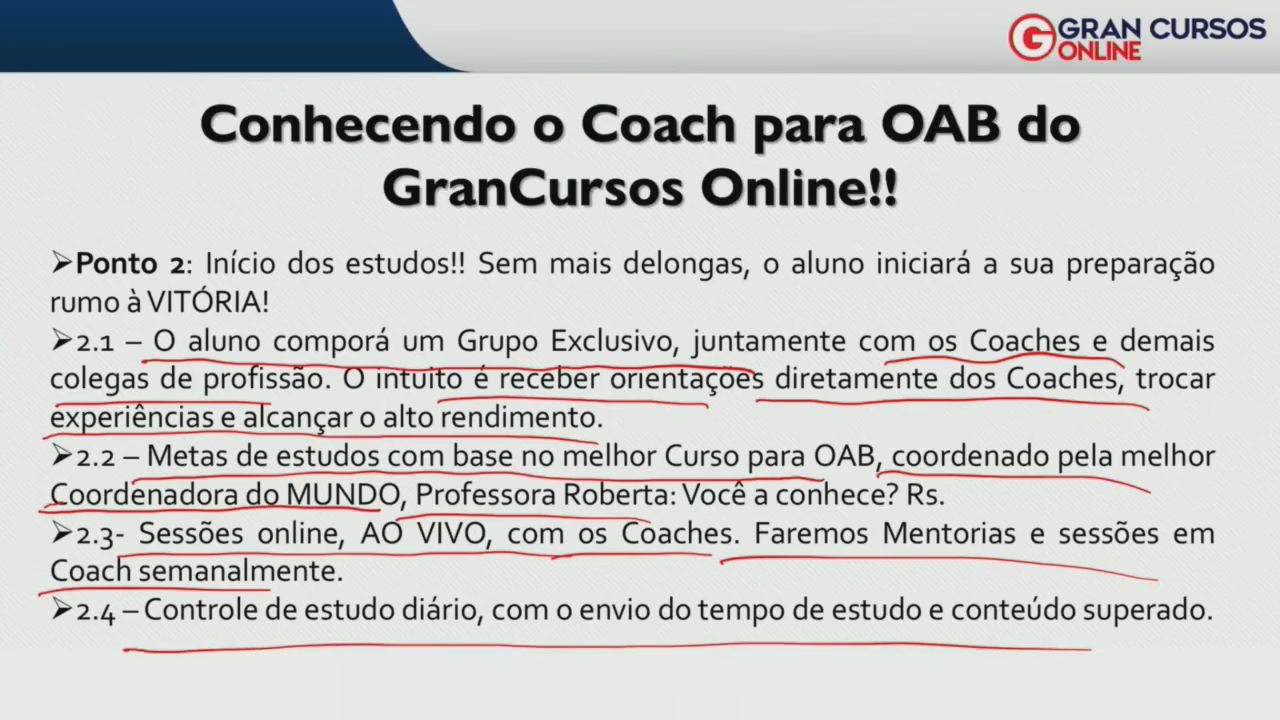 GRAN CURSOS
ONLINE
Conhecendo o Coach para OAB do
GranCursos Online!!
➢Ponto 2: Início dos estudos!! Sem mais delongas, o aluno iniciará a sua preparação
rumo à VITÓRIA!
➢2.1 – O aluno comporá um Grupo Exclusivo, juntamente com os Coaches e demais
colegas de profissão. O intuito é receber orientações diretamente dos Coaches, trocar
experiências e alcançar o alto rendimento.
➢2.2 – Metas de estudos com base no melhor Curso para OAB, coordenado pela melhor
Coordenadora do MUNDO, Professora Roberta: Você a conhece? Rs.
➢2.3- Sessões online, AO VIVO, com os Coaches. Faremos Mentorias e sessões em
Coach semanalmente.
➢2.4 – Controle de estudo diário, com o envio do tempo de estudo e conteúdo superado.